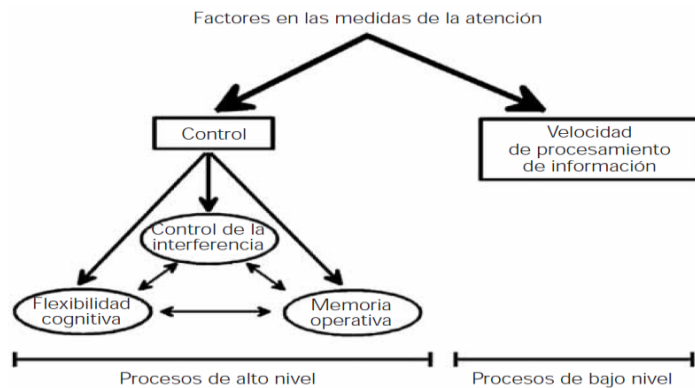 Factores en las medidas de la atención
Control
Velocidad
de procesamiento
de información
Control de la
interferencia
Flexibilidad
cognitiva
Memoria
operativa
Procesos de alto nivel
Procesos de bajo nivel